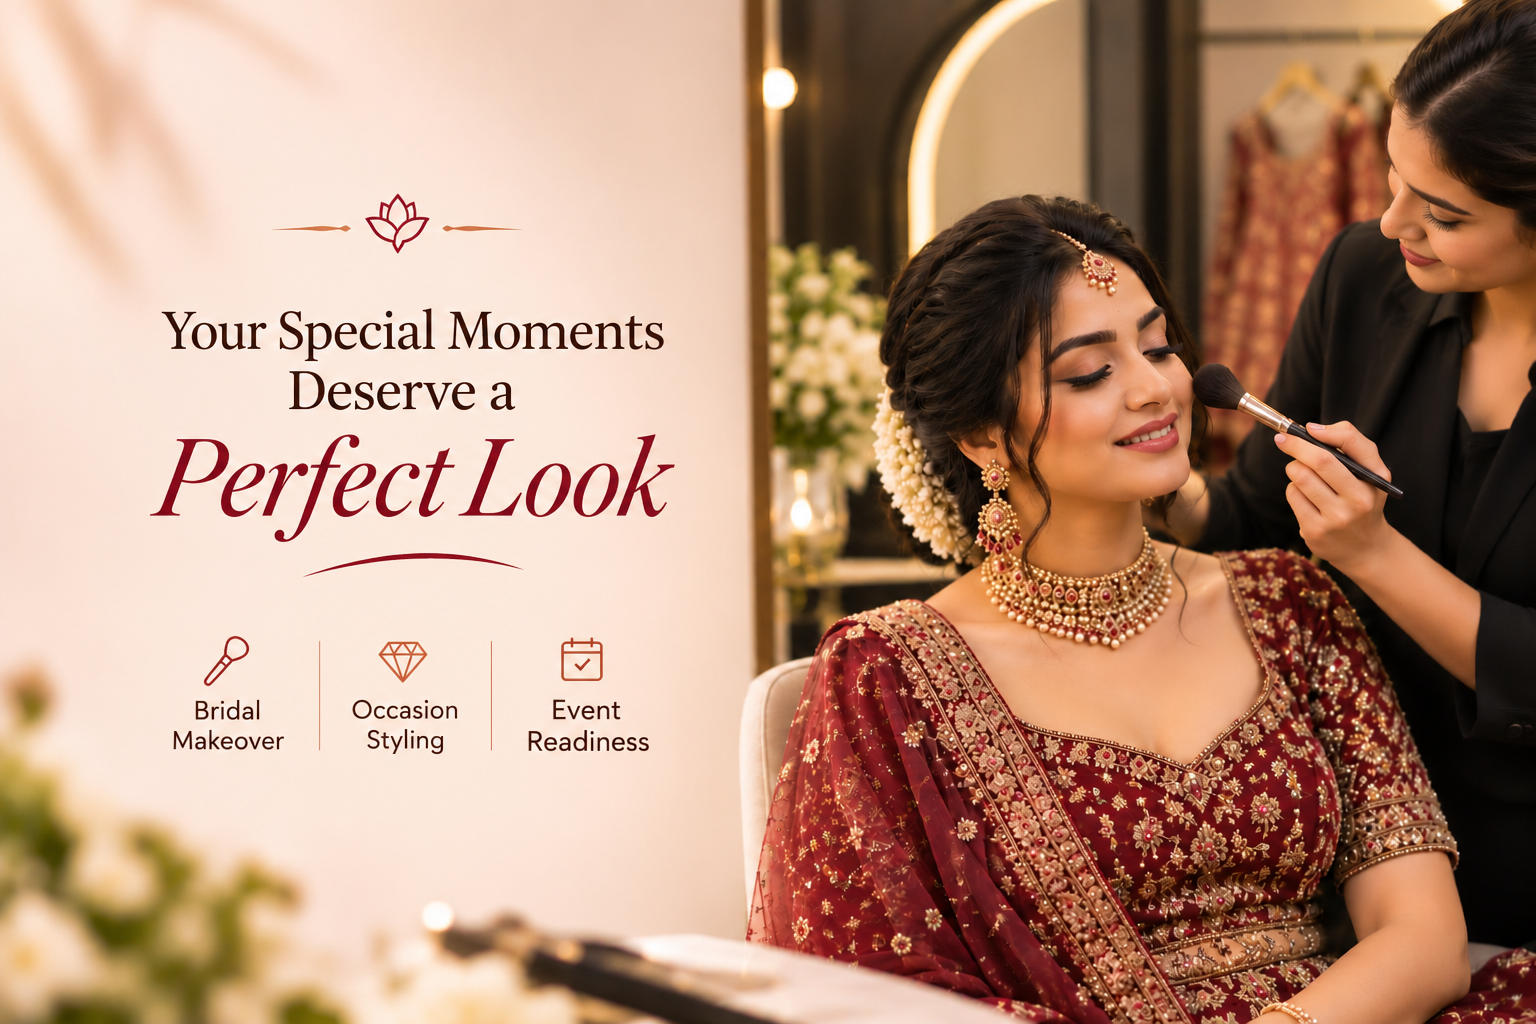 Your Special Moments
Deserve a
Perfect Look
Bridal
Makeover
Occasion
Styling
Event
Readiness